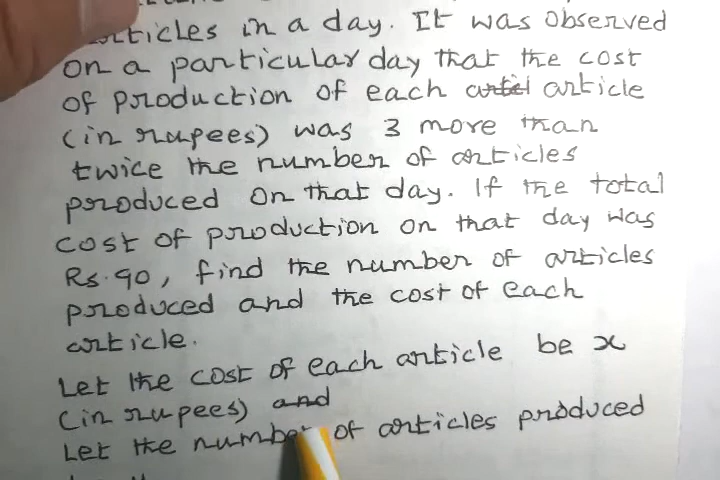 articles in a day. It was observed
on a particular day that the cost
of production of each article
(in rupees) was 3 more than
twice the number of articles
produced on that day. If the total
cost of production on that day was
Rs. 90, find the number of articles
produced and the cost of each
article.
Let the cost of each article be x
(in rupees) and
Let the number of articles produced